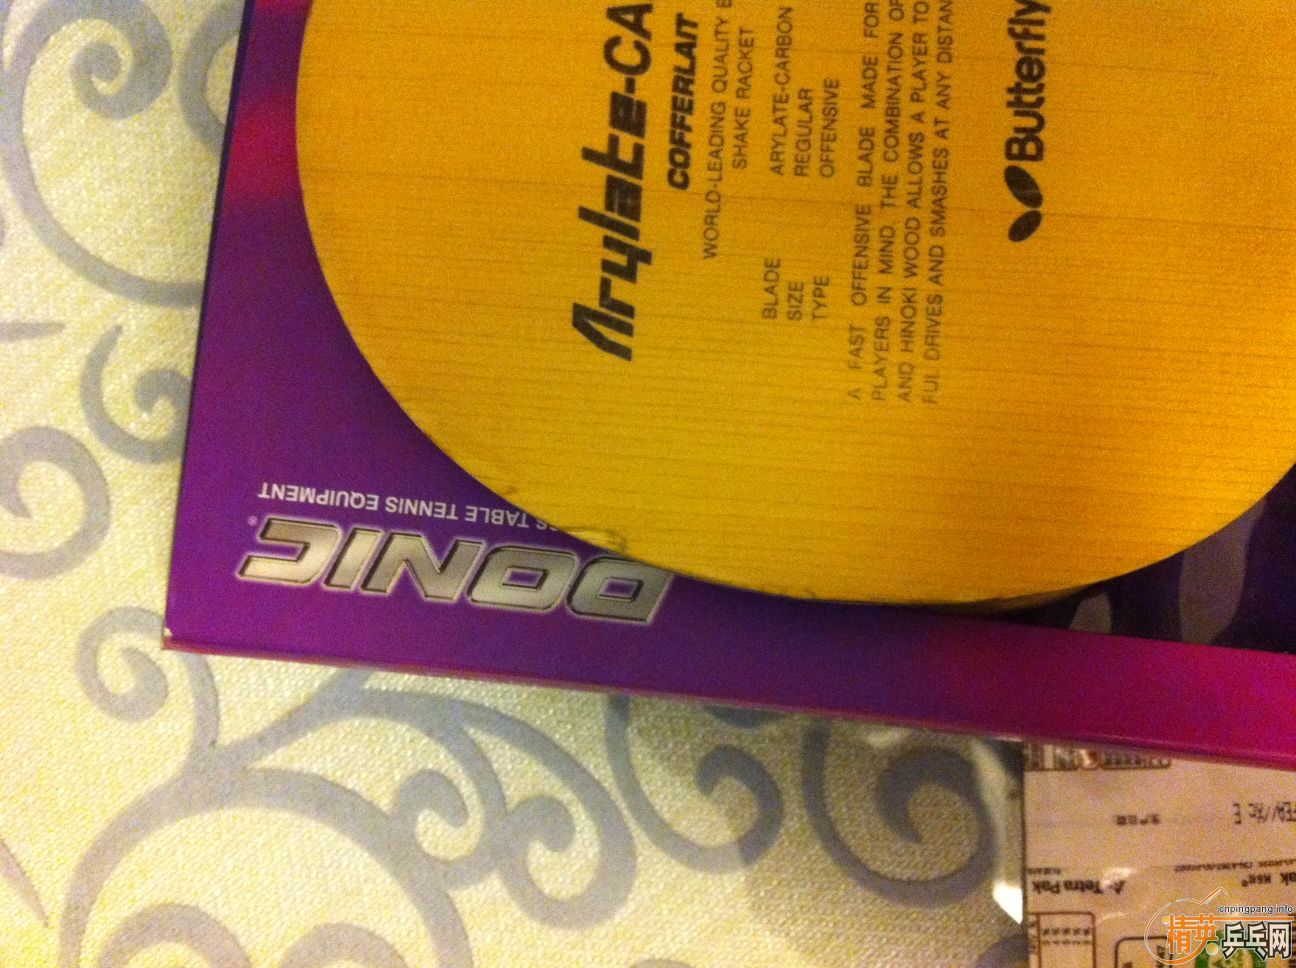 Arylate-CA
COFFERLAIT
WORLD-LEADING QUALITY B
SHAKE RACKET
BLADE ARYLATE-CARBON
SIZE REGULAR
TYPE OFFENSIVE
A FAST OFFENSIVE BLADE MADE FOR
PLAYERS IN MIND. THE COMBINATION OF
AND HINOKI WOOD ALLOWS A PLAYER TO
FUL DRIVES AND SMASHES AT ANY DISTAN
Butterfly
DONIC®
TABLE TENNIS EQUIPMENT
Tetra Pak
cnpingpang.info
精英乒乓网